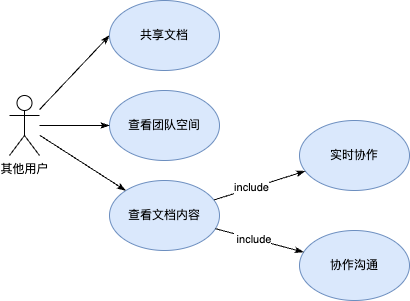 共享文档
查看团队空间
其他用户
实时协作
include
查看文档内容
include
协作沟通